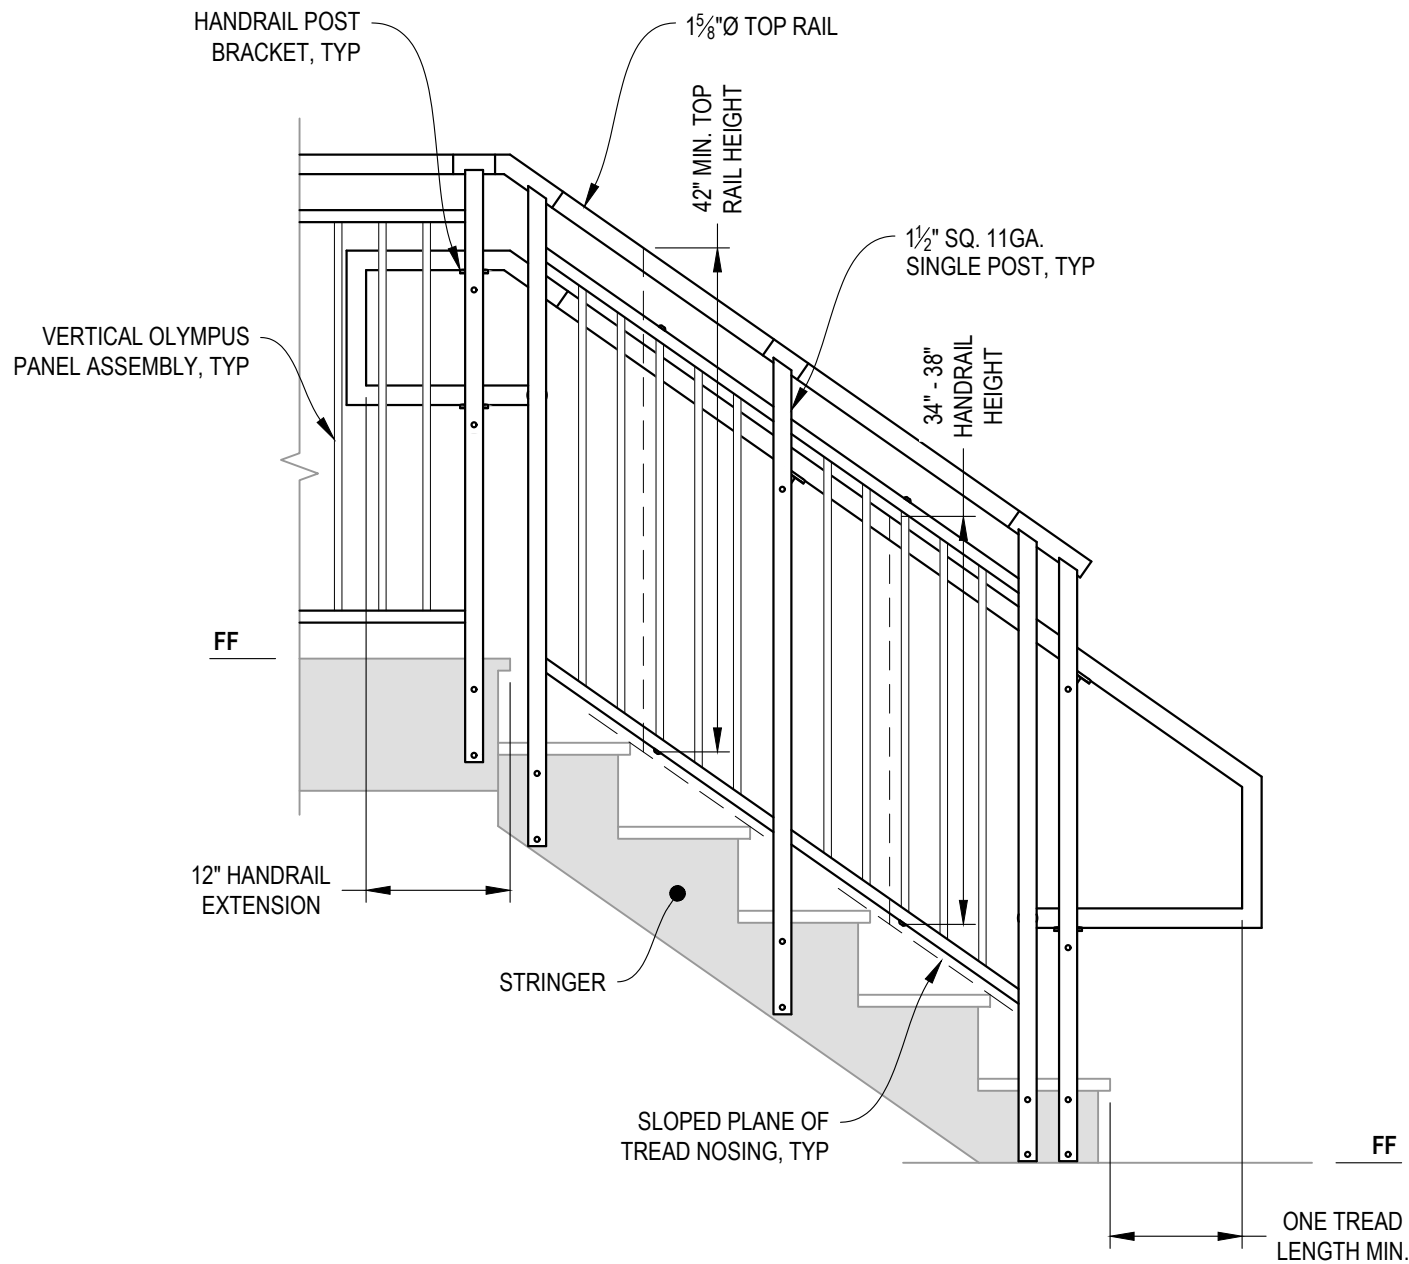 HANDRAIL POST
BRACKET, TYP
1⅝"Ø TOP RAIL
42" MIN. TOP
RAIL HEIGHT
1½" SQ. 11GA.
SINGLE POST, TYP
VERTICAL OLYMPUS
PANEL ASSEMBLY, TYP
34" - 38"
HANDRAIL
HEIGHT
FF
12" HANDRAIL
EXTENSION
STRINGER
SLOPED PLANE OF
TREAD NOSING, TYP
FF
ONE TREAD
LENGTH MIN.